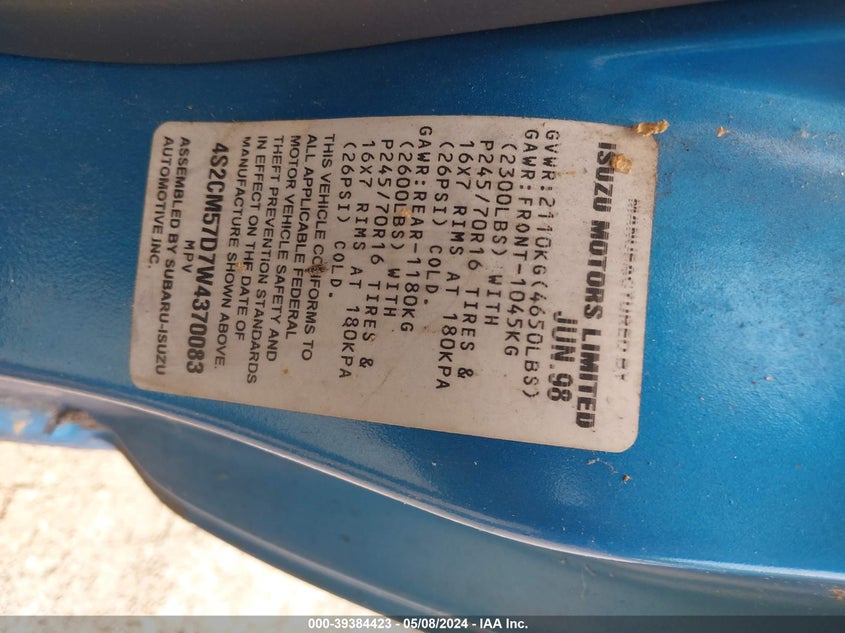 MANUFACTURED BY
ISUZU MOTORS LIMITED
JUN.98
GVWR:2110KG(4650LBS)
GAWR:FRONT-1045KG
(2300LBS) WITH
P245/70R16 TIRES &
16X7 RIMS AT 180KPA
(26PSI) COLD.
GAWR:REAR-1180KG
(2600LBS) WITH
P245/70R16 TIRES &
16X7 RIMS AT 180KPA
(26PSI) COLD.
THIS VEHICLE CONFORMS TO
ALL APPLICABLE FEDERAL
MOTOR VEHICLE SAFETY AND
THEFT PREVENTION STANDARDS
IN EFFECT ON THE DATE OF
MANUFACTURE SHOWN ABOVE.
4S2CM57D7W4370083
MPV
ASSEMBLED BY SUBARU-ISUZU
AUTOMOTIVE INC.
000-39384423 - 05/08/2024 - IAA Inc.